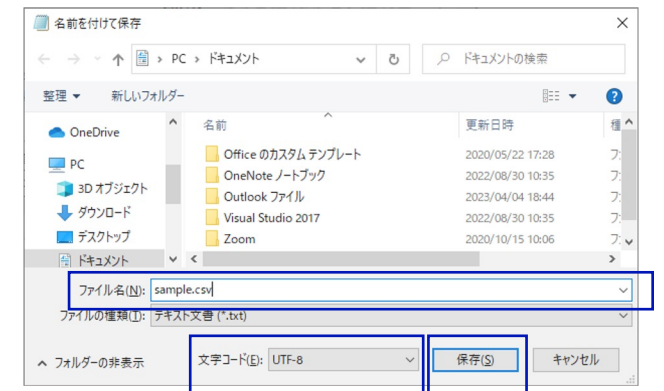 名前を付けて保存
PC › ドキュメント
ドキュメントの検索
整理
新しいフォルダー
OneDrive
PC
3D オブジェクト
ダウンロード
デスクトップ
ドキュメント
名前 更新日時 種
Office のカスタム テンプレート 2020/05/22 17:28 フ
OneNote ノートブック 2022/08/30 10:35 フ
Outlook ファイル 2023/04/04 18:44 フ
Visual Studio 2017 2022/08/30 10:35 フ
Zoom 2020/10/15 10:06 フ
ファイル名(N): sample.csv
ファイルの種類(T): テキスト文書 (*.txt)
フォルダーの非表示
文字コード(E): UTF-8
保存(S)
キャンセル